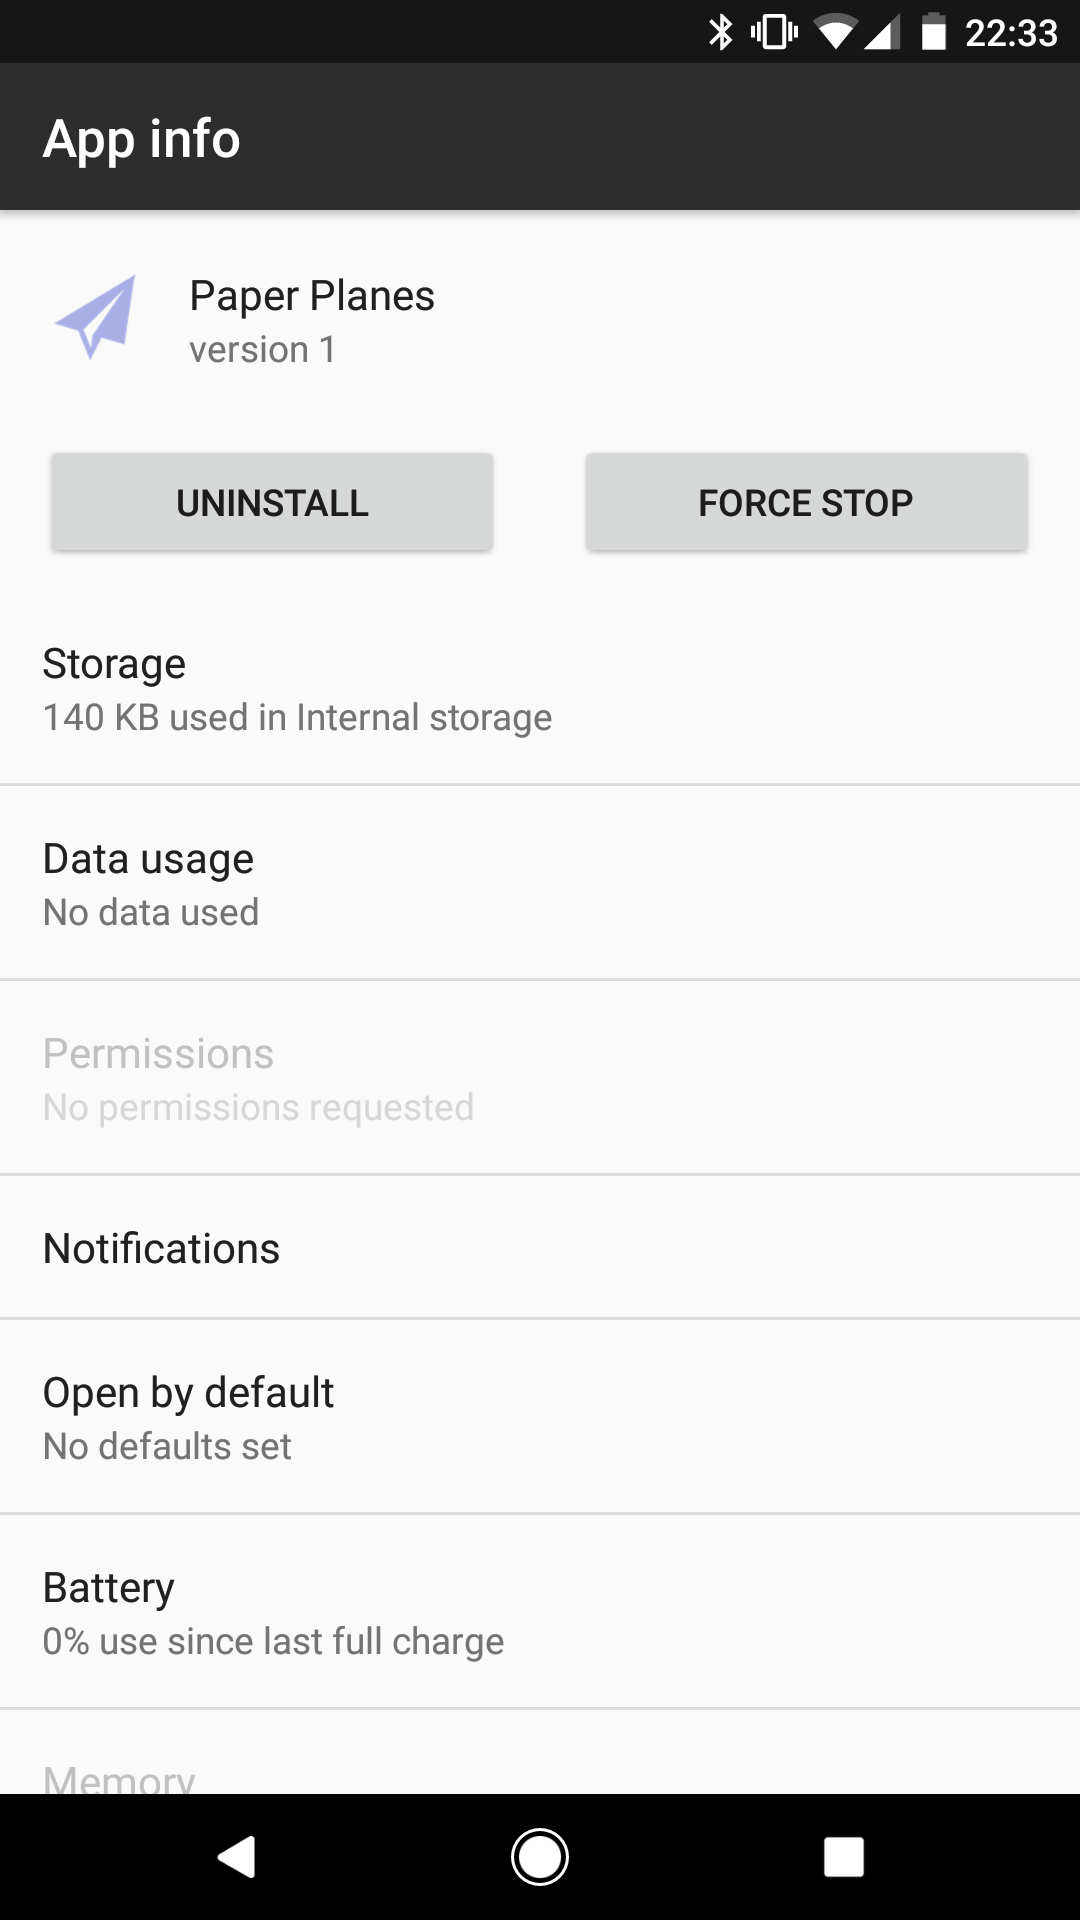 22:33
App info
Paper Planes
version 1
UNINSTALL
FORCE STOP
Storage
140 KB used in Internal storage
Data usage
No data used
Permissions
No permissions requested
Notifications
Open by default
No defaults set
Battery
0% use since last full charge
Memory